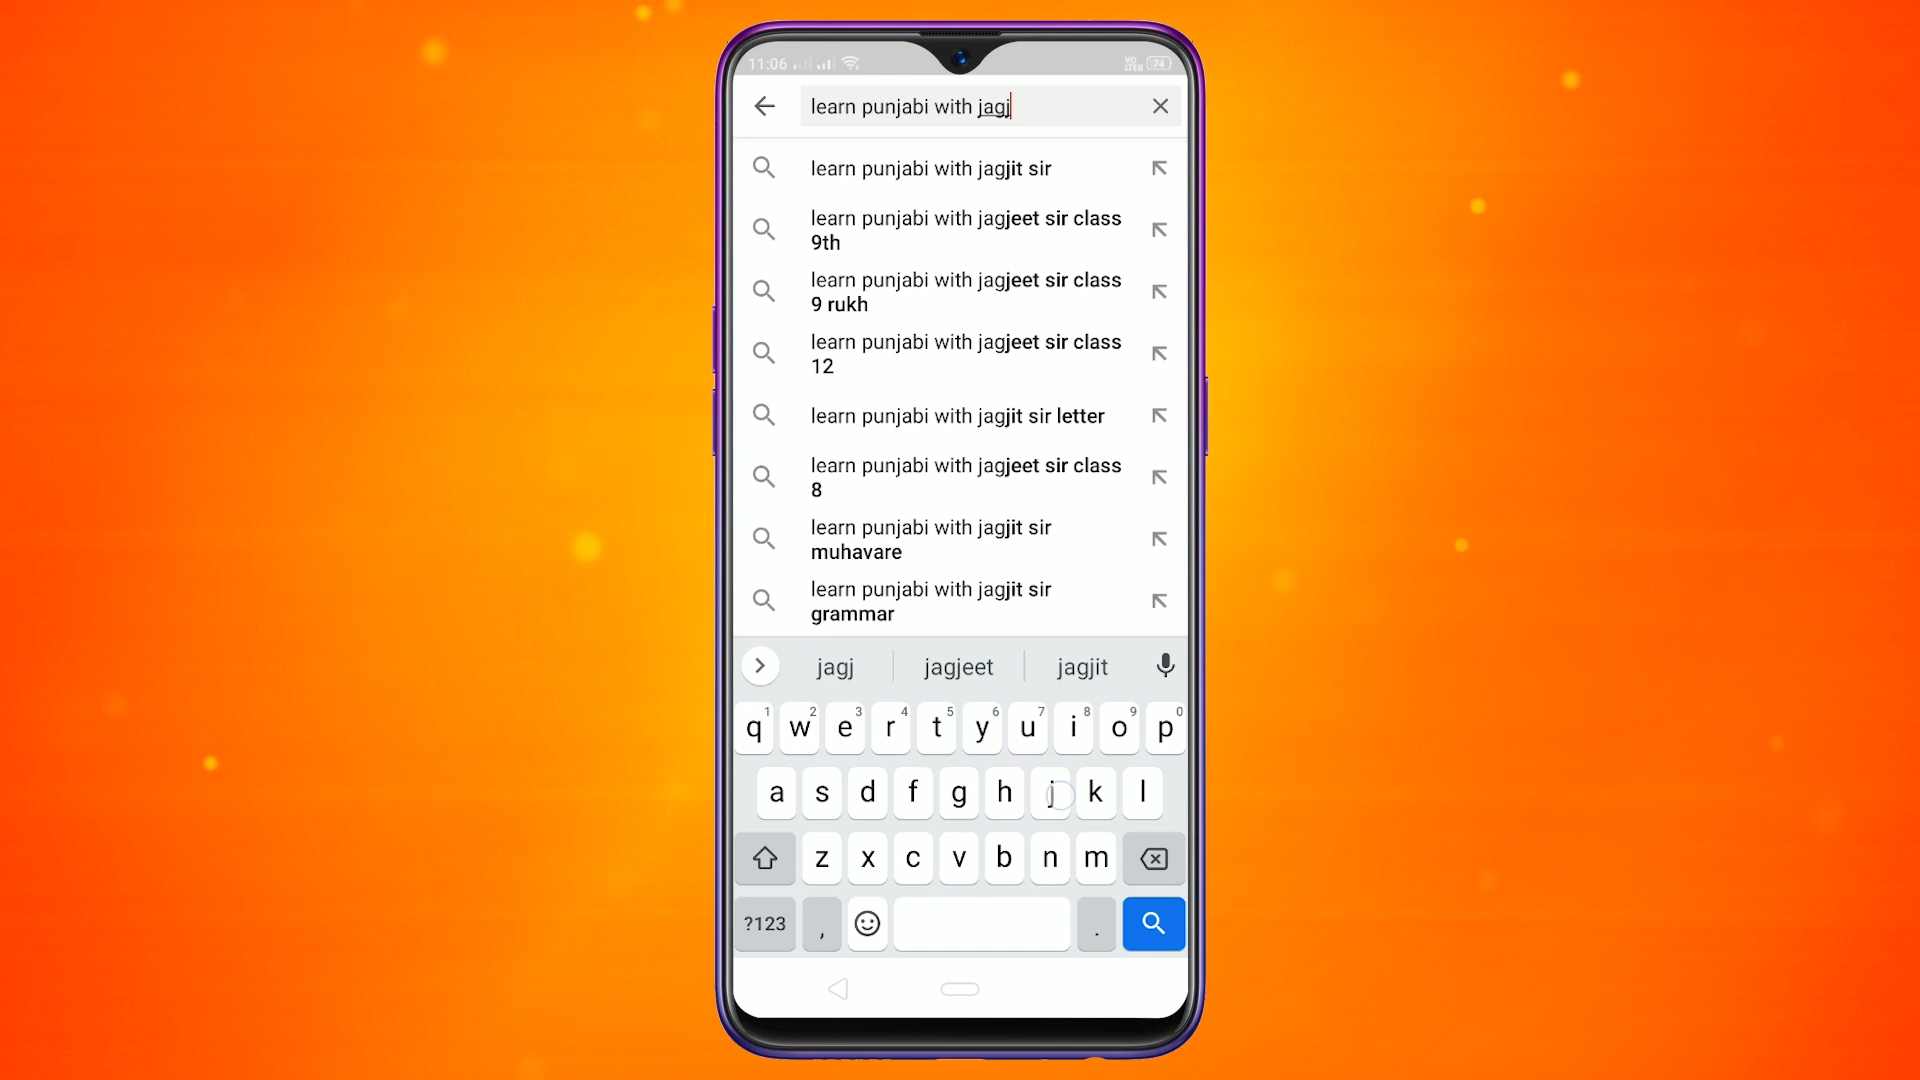 11:06
VO
LTE
74
learn punjabi with jagj
learn punjabi with jagjit sir
learn punjabi with jagjeet sir class
9th
learn punjabi with jagjeet sir class
9 rukh
learn punjabi with jagjeet sir class
12
learn punjabi with jagjit sir letter
learn punjabi with jagjeet sir class
8
learn punjabi with jagjit sir
muhavare
learn punjabi with jagjit sir
grammar
jagj jagjeet jagjit
1 2 3 4 5 6 7 8 9 0
q w e r t y u i o p
a s d f g h j k l
z x c v b n m
?123 , .